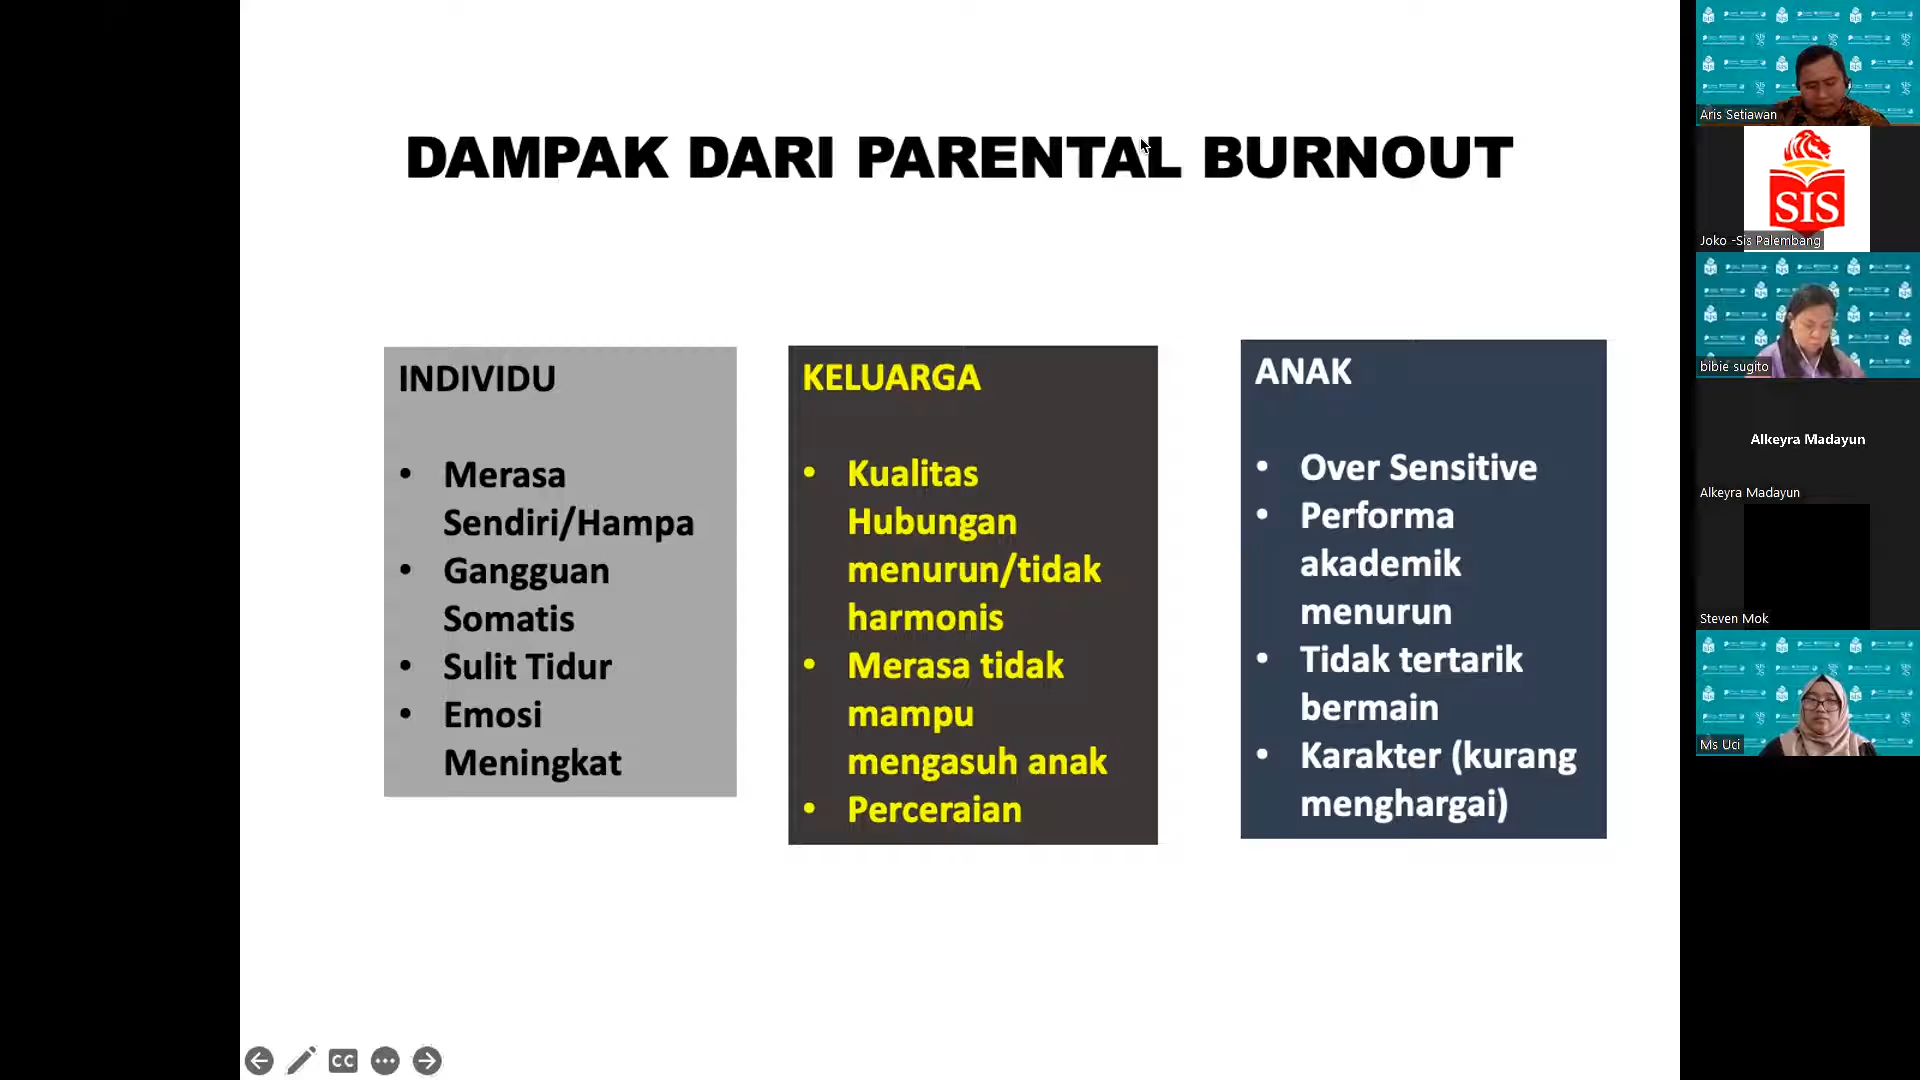 DAMPAK DARI PARENTAL BURNOUT
INDIVIDU
• Merasa
Sendiri/Hampa
• Gangguan
Somatis
• Sulit Tidur
• Emosi
Meningkat
KELUARGA
• Kualitas
Hubungan
menurun/tidak
harmonis
• Merasa tidak
mampu
mengasuh anak
• Perceraian
ANAK
• Over Sensitive
• Performa
akademik
menurun
• Tidak tertarik
bermain
• Karakter (kurang
menghargai)
CC
Aris Setiawan
SIS
Joko -Sis Palembang
bibie sugito
Alkeyra Madayun
Alkeyra Madayun
Steven Mok
Ms Uci